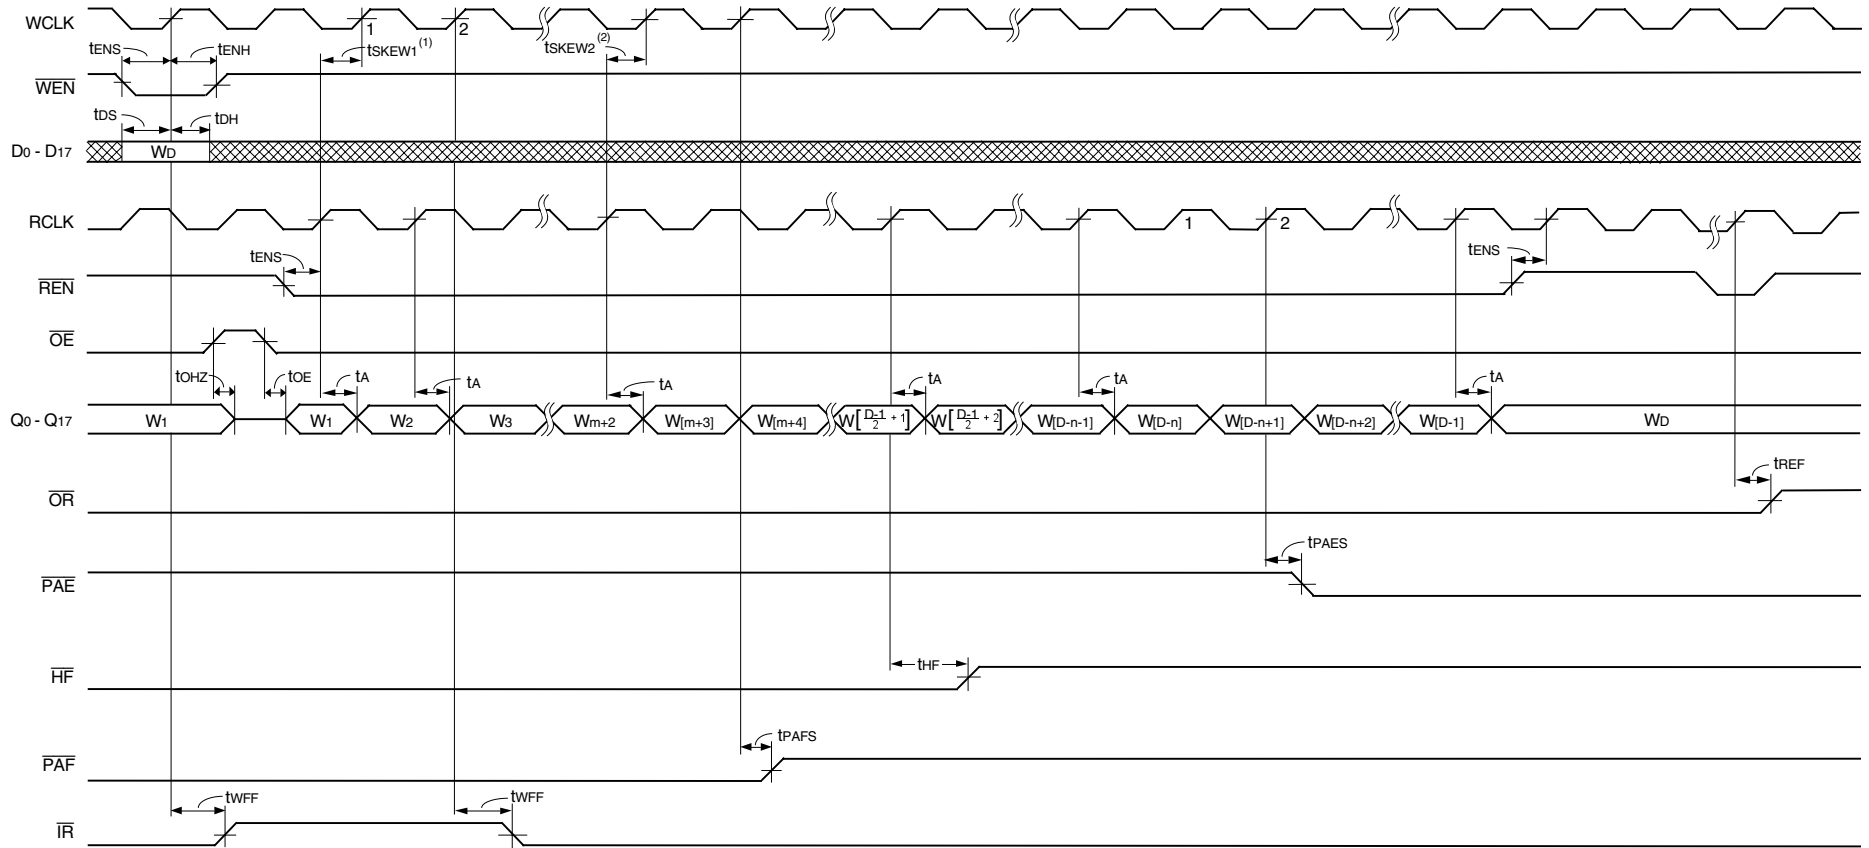 WCLK 1 2
tENS tENH tSKEW1(1) tSKEW2(2)
WEN
tDS tDH
D0 - D17 WD
RCLK 1 2
tENS tENS
REN
OE
tOHZ tOE tA tA tA tA tA tA
Q0 - Q17 W1 W1 W2 W3 Wm+2 W[m+3] W[m+4] W[D-1/2 + 1] W[D-1/2 + 2] W[D-n-1] W[D-n] W[D-n+1] W[D-n+2] W[D-1] WD
tREF
OR
tPAES
PAE
tHF
HF
tPAFS
PAF
tWFF tWFF
IR